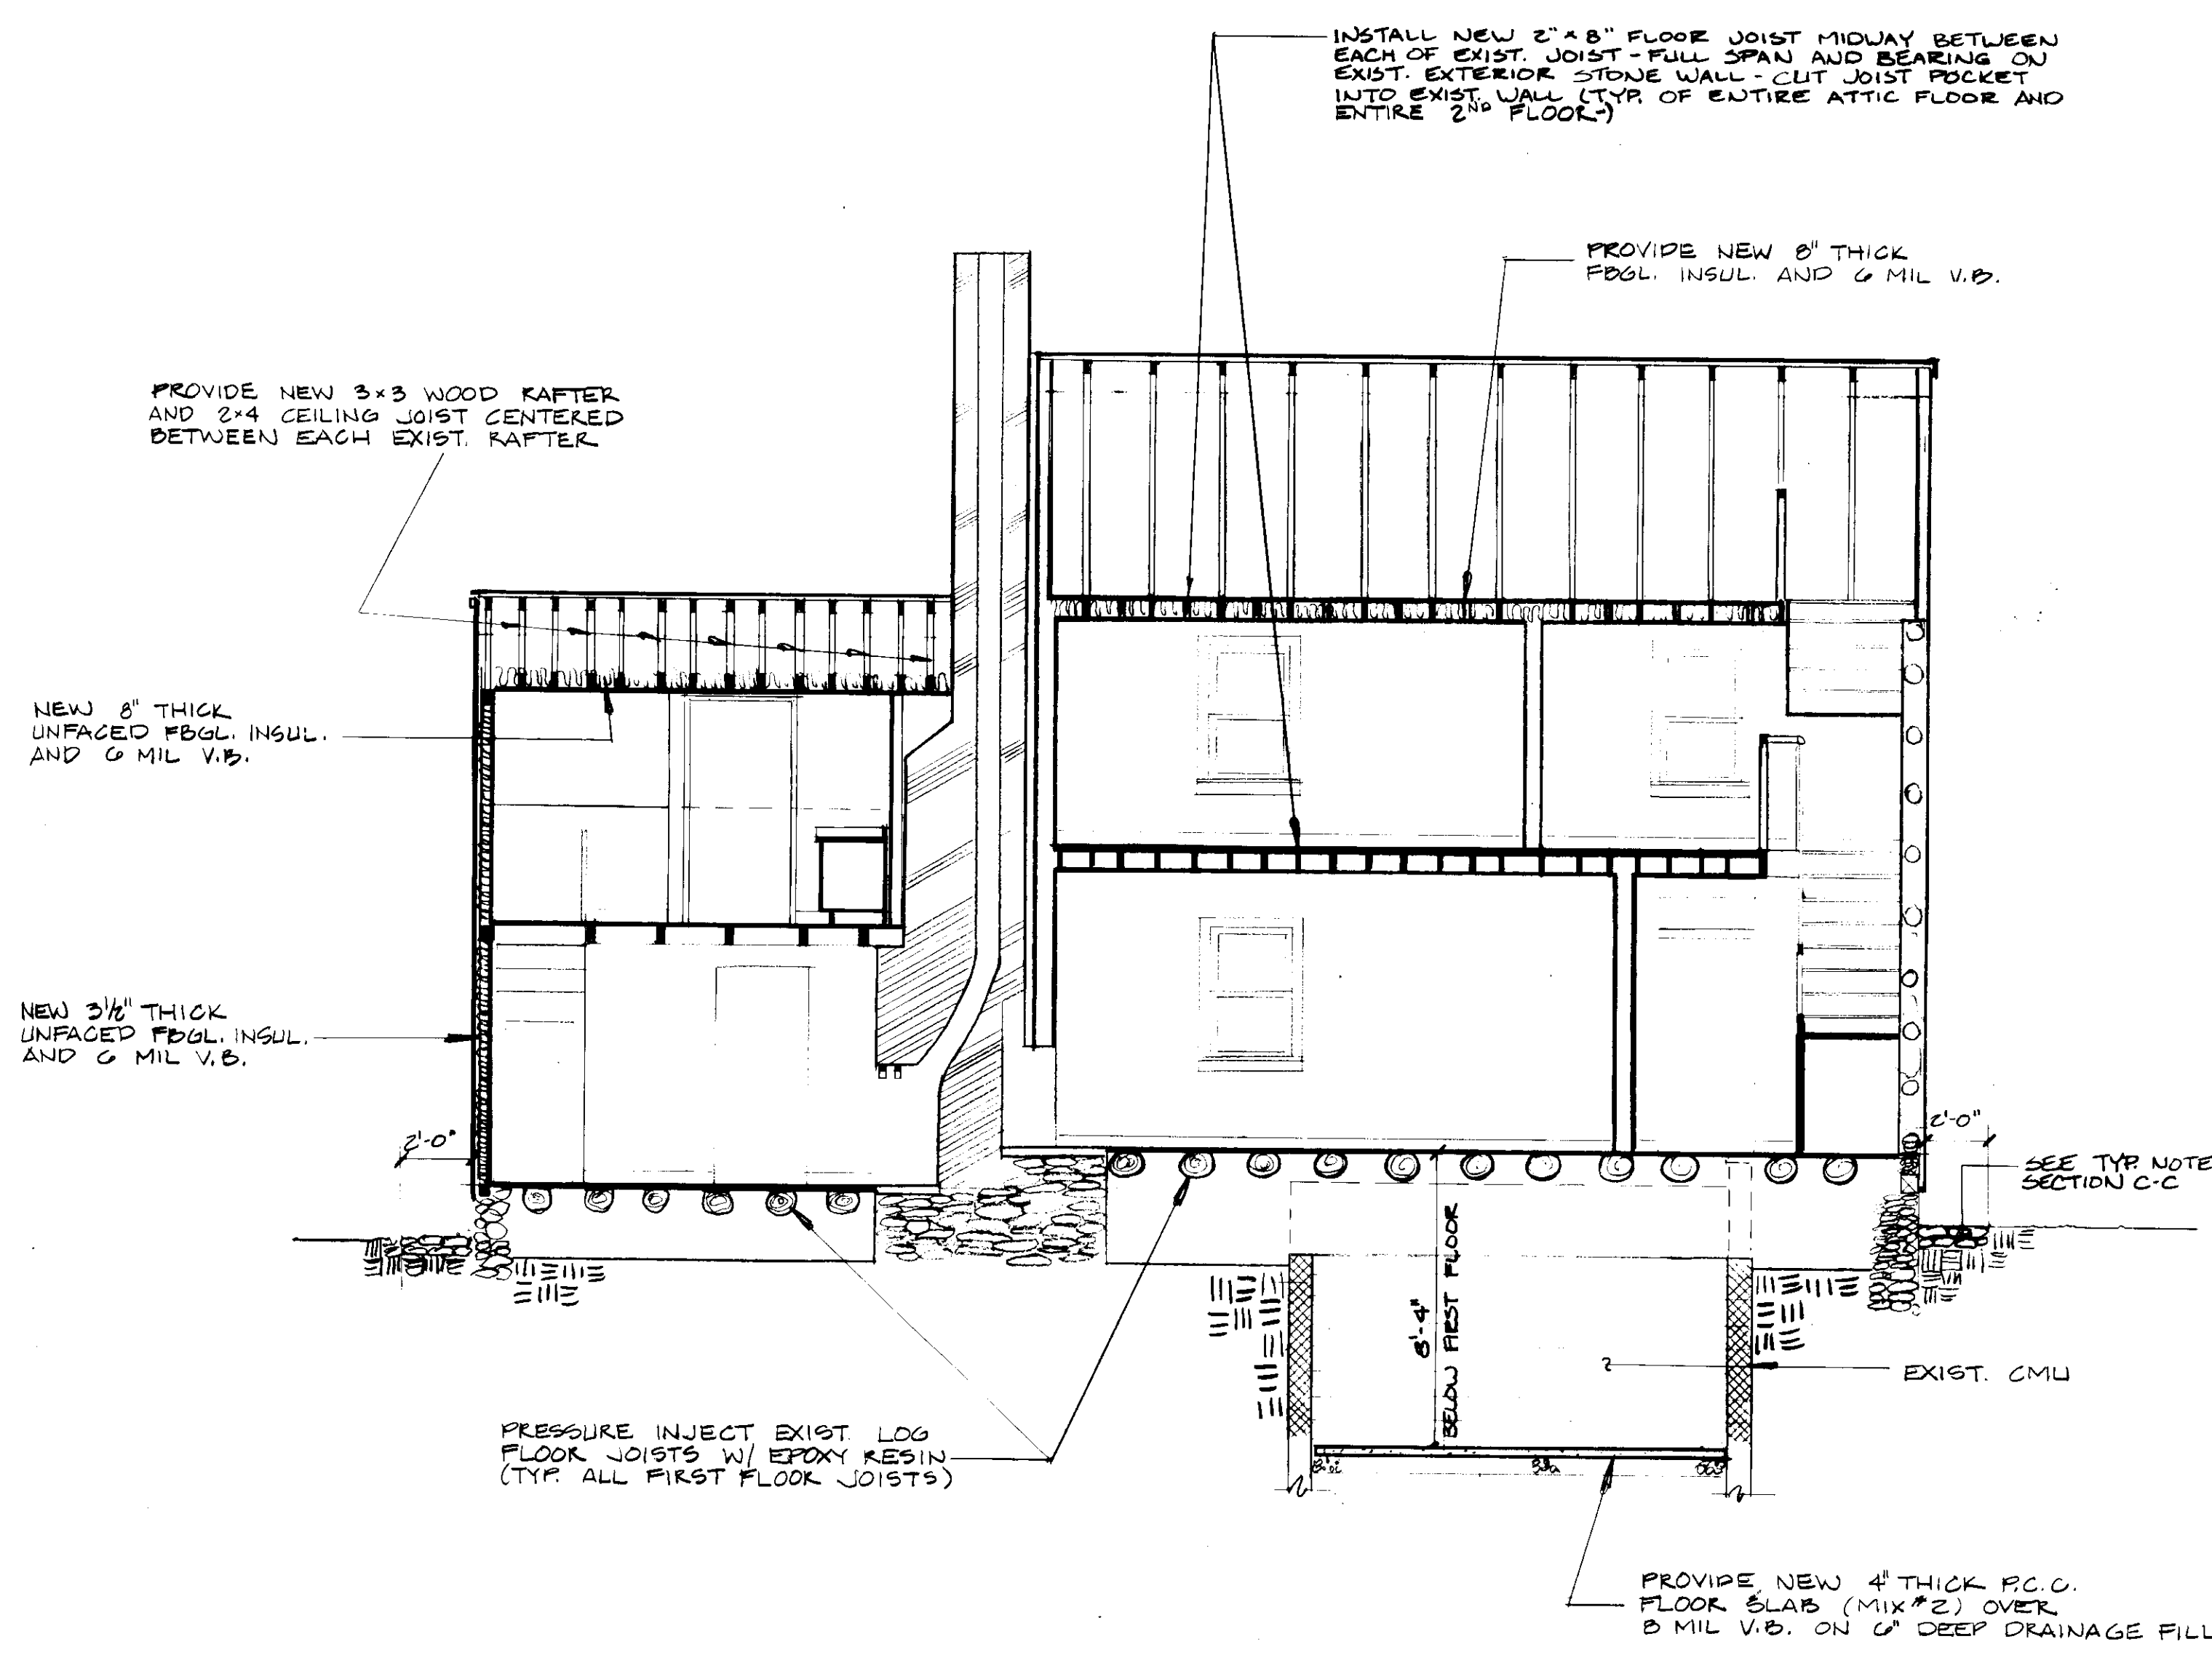 INSTALL NEW 2"x 8" FLOOR JOIST MIDWAY BETWEEN
EACH OF EXIST. JOIST - FULL SPAN AND BEARING ON
EXIST. EXTERIOR STONE WALL - CUT JOIST POCKET
INTO EXIST. WALL (TYP. OF ENTIRE ATTIC FLOOR AND
ENTIRE 2ND FLOOR-)
PROVIDE NEW 8" THICK
FBGL. INSUL. AND 6 MIL V.B.
PROVIDE NEW 3x3 WOOD RAFTER
AND 2x4 CEILING JOIST CENTERED
BETWEEN EACH EXIST. RAFTER
NEW 8" THICK
UNFACED FBGL. INSUL.
AND 6 MIL V.B.
NEW 3½" THICK
UNFACED FBGL. INSUL.
AND 6 MIL V.B.
2'-0"
2'-0"
SEE TYP. NOTE
SECTION C-C
8'-4"
BELOW FIRST FLOOR
EXIST. CMU
PRESSURE INJECT EXIST. LOG
FLOOR JOISTS W/ EPOXY RESIN
(TYP. ALL FIRST FLOOR JOISTS)
PROVIDE NEW 4" THICK P.C.C.
FLOOR SLAB (MIX #2) OVER
8 MIL V.B. ON 6" DEEP DRAINAGE FILL